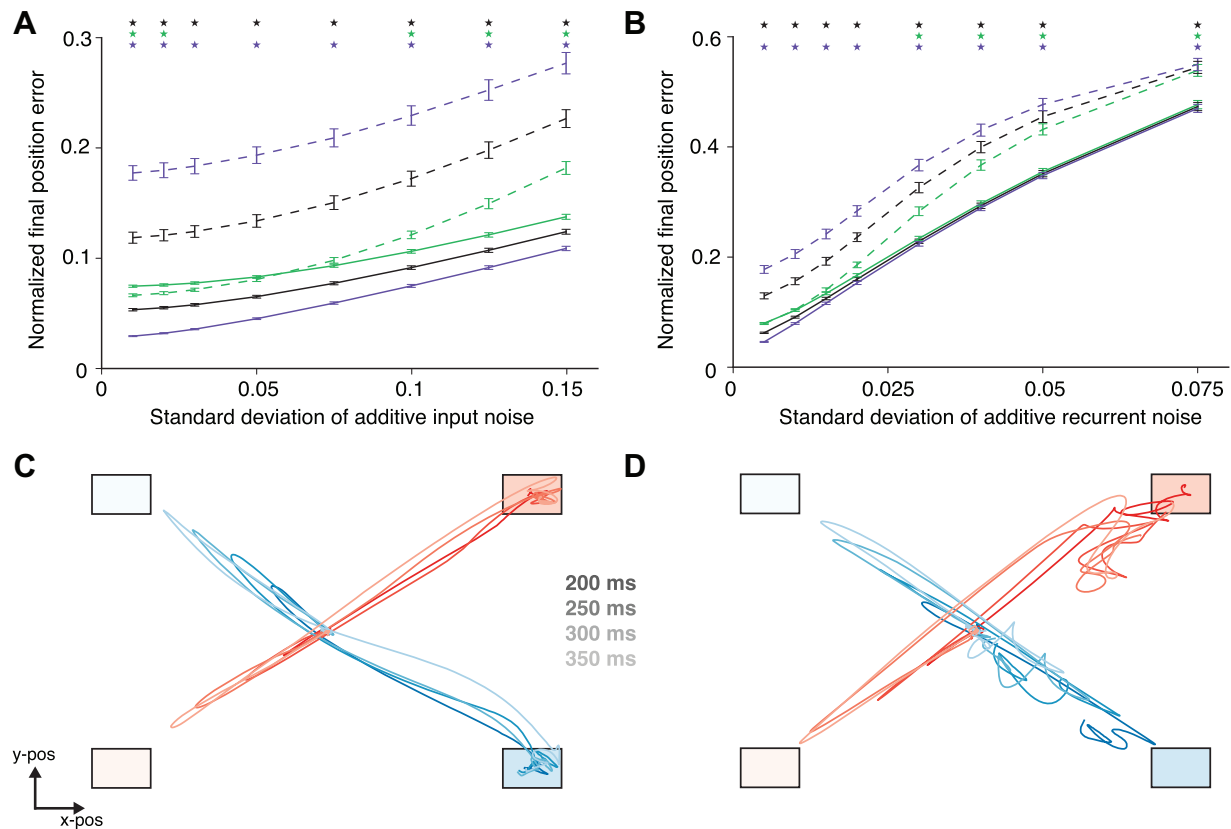 A
Normalized final position error
0.3
0.2
0.1
0
0
0.05
0.1
0.15
Standard deviation of additive input noise
B
Normalized final position error
0.6
0.4
0.2
0
0
0.025
0.05
0.075
Standard deviation of additive recurrent noise
C
200 ms
250 ms
300 ms
350 ms
y-pos
x-pos
D